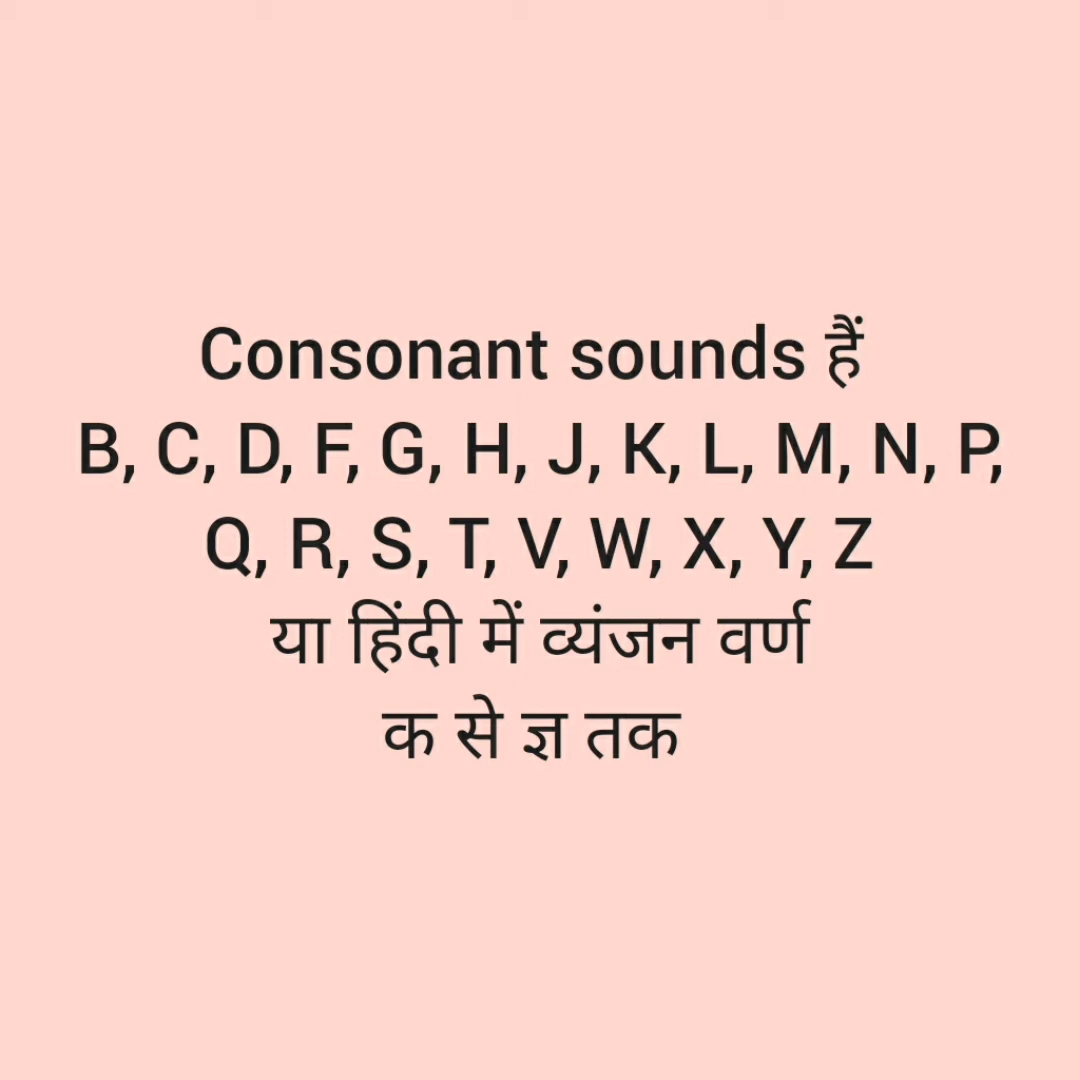 Consonant sounds हैं
B, C, D, F, G, H, J, K, L, M, N, P,
Q, R, S, T, V, W, X, Y, Z
या हिंदी में व्यंजन वर्ण
क से ज्ञ तक